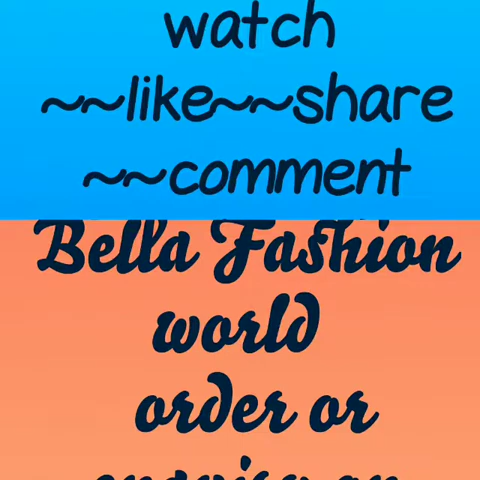 watch
~~like~~share
~~comment
Bella Fashion
world
order or